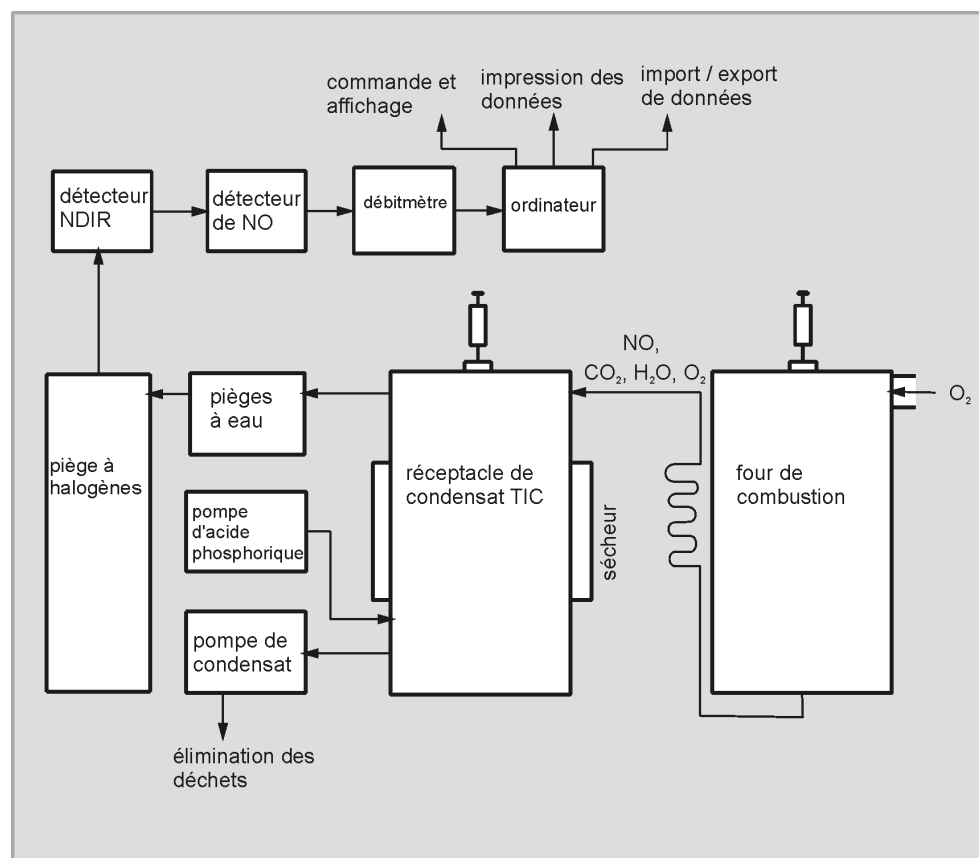 commande et
affichage
impression des
données
import / export
de données
détecteur
NDIR
détecteur
de NO
débitmètre
ordinateur
NO,
CO₂, H₂O, O₂
O₂
pièges
à eau
piège à
halogènes
réceptacle de
condensat TIC
sécheur
four de
combustion
pompe
d'acide
phosphorique
pompe de
condensat
élimination des
déchets